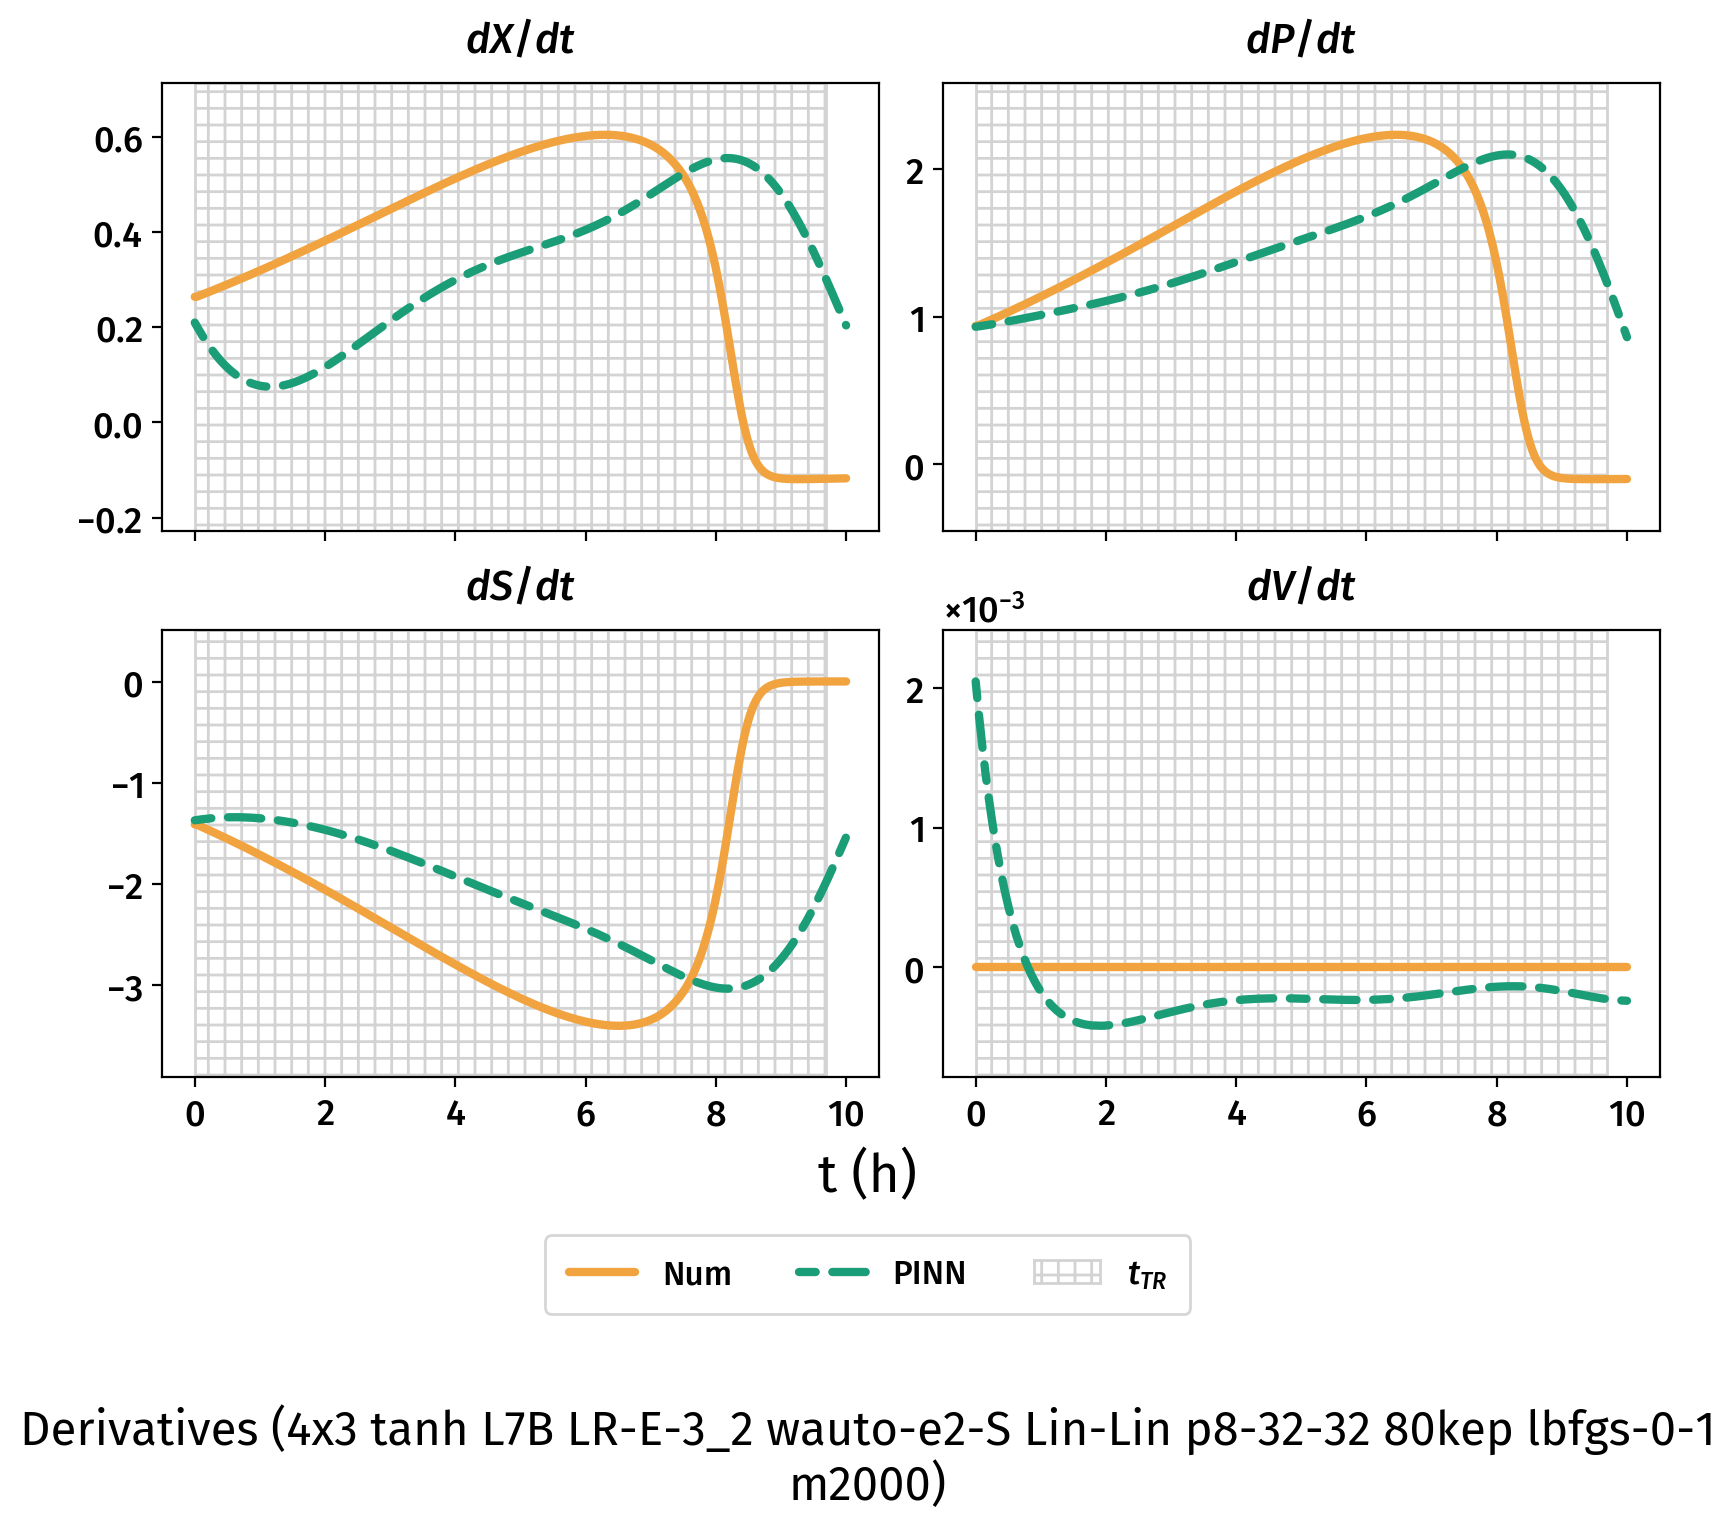 dX/dt
dP/dt
0.6
0.4
0.2
0.0
−0.2
2
1
0
dS/dt
dV/dt
×10⁻³
0
−1
−2
−3
2
1
0
0 2 4 6 8 10
0 2 4 6 8 10
t (h)
Num PINN t_TR
Derivatives (4x3 tanh L7B LR-E-3_2 wauto-e2-S Lin-Lin p8-32-32 80kep lbfgs-0-1
m2000)